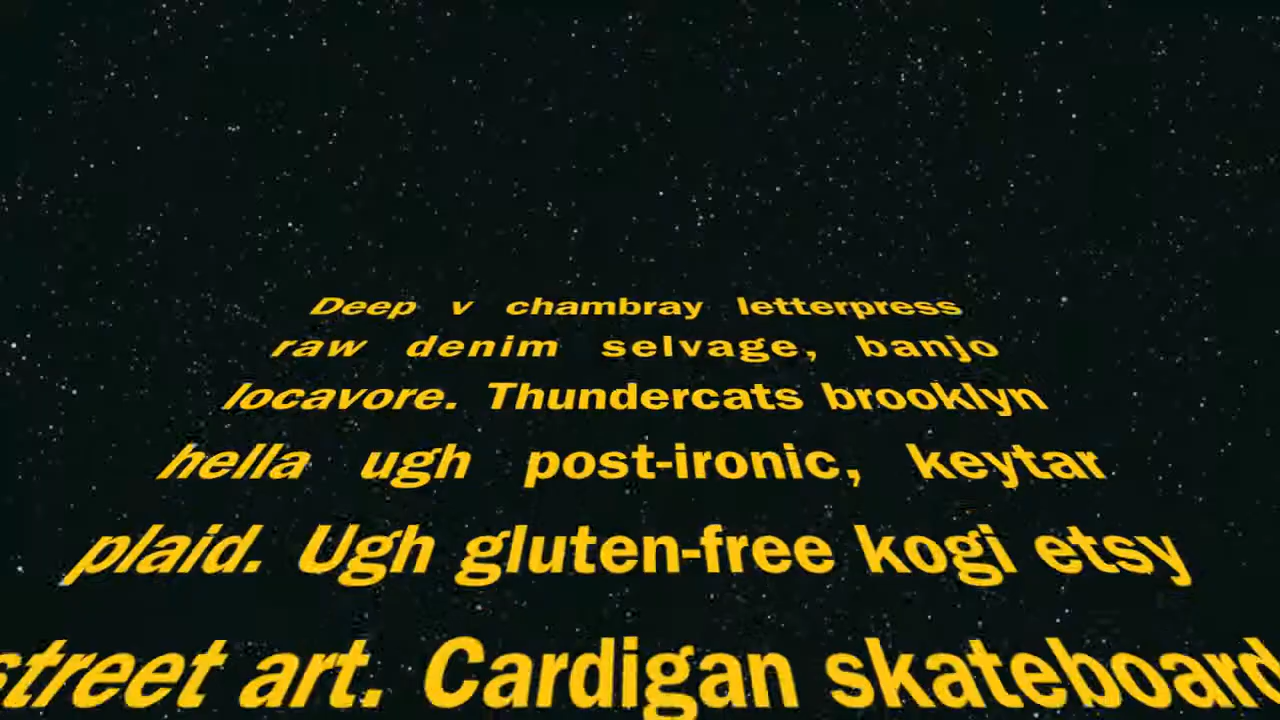 Deep v chambray letterpress
raw denim selvage, banjo
locavore. Thundercats brooklyn
hella ugh post-ironic, keytar
plaid. Ugh gluten-free kogi etsy
street art. Cardigan skateboard